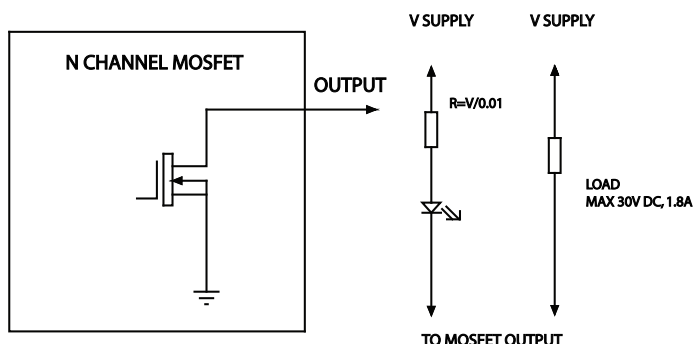 V SUPPLY
V SUPPLY
N CHANNEL MOSFET
OUTPUT
R=V/0.01
LOAD
MAX 30V DC, 1.8A
TO MOSFET OUTPUT